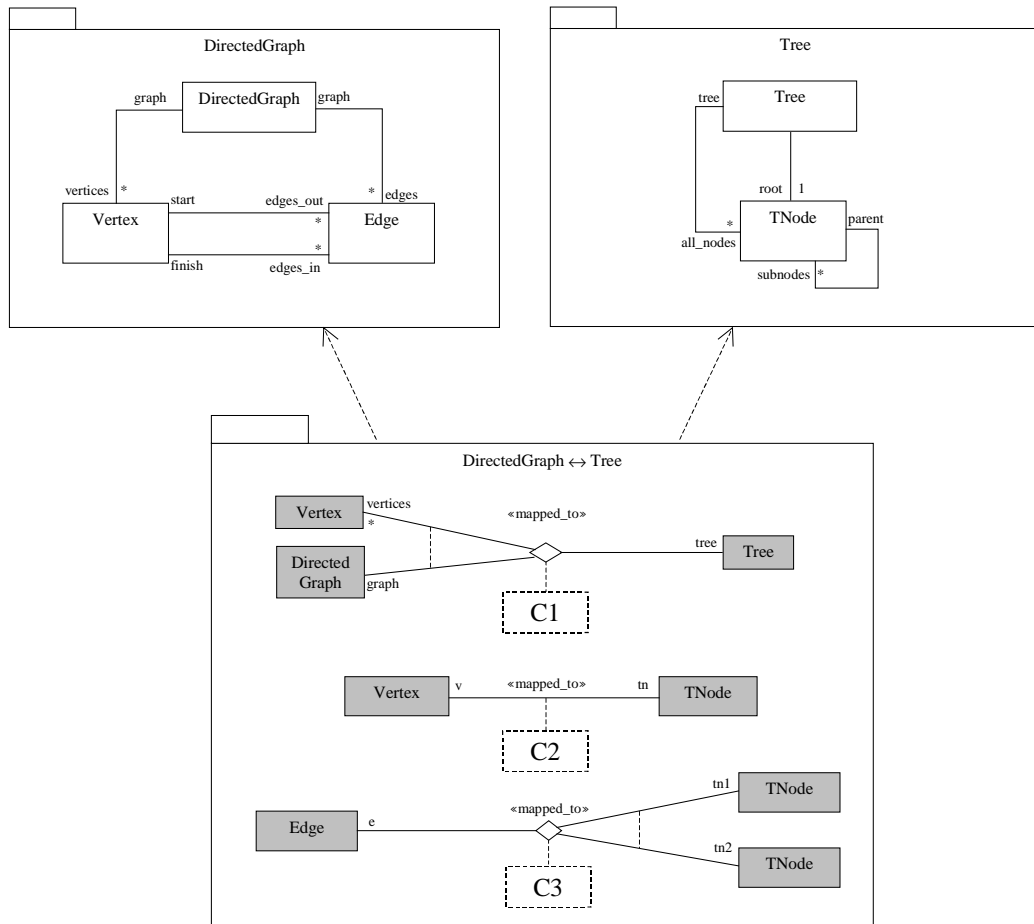 DirectedGraph
graph
DirectedGraph
graph
vertices
*
*
edges
Vertex
start
edges_out
*
Edge
*
finish
edges_in
Tree
tree
Tree
root
1
TNode
parent
*
all_nodes
subnodes
*
DirectedGraph ↔ Tree
Vertex
vertices
*
«mapped_to»
tree
Tree
Directed
Graph
graph
C1
Vertex
v
«mapped_to»
tn
TNode
C2
Edge
e
«mapped_to»
tn1
TNode
tn2
TNode
C3